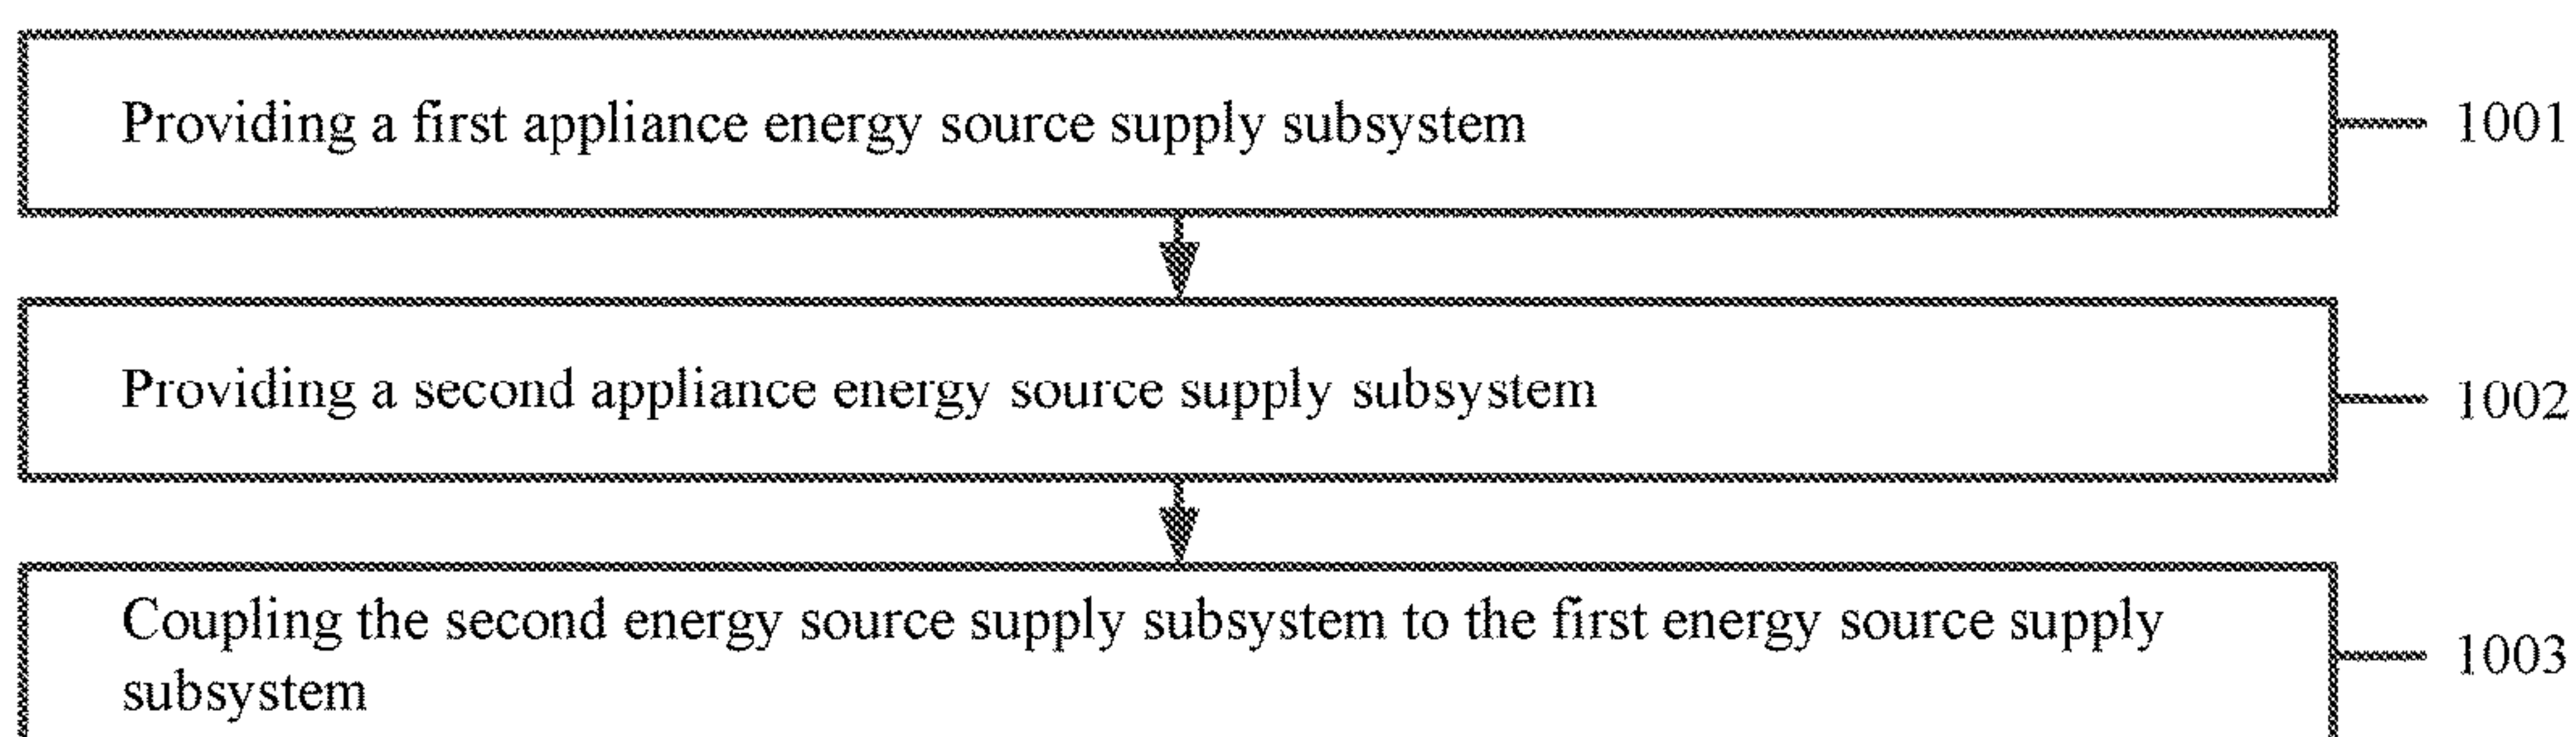 Providing a first appliance energy source supply subsystem
1001
Providing a second appliance energy source supply subsystem
1002
Coupling the second energy source supply subsystem to the first energy source supply
subsystem
1003